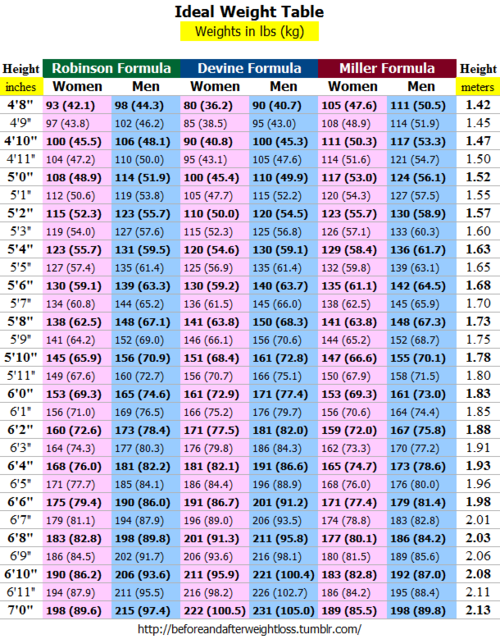 Ideal Weight Table
Weights in lbs (kg)
Height Robinson Formula Devine Formula Miller Formula Height
inches Women Men Women Men Women Men meters
4'8" 93 (42.1) 98 (44.3) 80 (36.2) 90 (40.7) 105 (47.6) 111 (50.5) 1.42
4'9" 97 (43.8) 102 (46.2) 85 (38.5) 95 (43.0) 108 (48.9) 114 (51.9) 1.45
4'10" 100 (45.5) 106 (48.1) 90 (40.8) 100 (45.3) 111 (50.3) 117 (53.3) 1.47
4'11" 104 (47.2) 110 (50.0) 95 (43.1) 105 (47.6) 114 (51.6) 121 (54.7) 1.50
5'0" 108 (48.9) 114 (51.9) 100 (45.4) 110 (49.9) 117 (53.0) 124 (56.1) 1.52
5'1" 112 (50.6) 119 (53.8) 105 (47.7) 115 (52.2) 120 (54.3) 127 (57.5) 1.55
5'2" 115 (52.3) 123 (55.7) 110 (50.0) 120 (54.5) 123 (55.7) 130 (58.9) 1.57
5'3" 119 (54.0) 127 (57.6) 115 (52.3) 125 (56.8) 126 (57.1) 133 (60.3) 1.60
5'4" 123 (55.7) 131 (59.5) 120 (54.6) 130 (59.1) 129 (58.4) 136 (61.7) 1.63
5'5" 127 (57.4) 135 (61.4) 125 (56.9) 135 (61.4) 132 (59.8) 139 (63.1) 1.65
5'6" 130 (59.1) 139 (63.3) 130 (59.2) 140 (63.7) 135 (61.1) 142 (64.5) 1.68
5'7" 134 (60.8) 144 (65.2) 136 (61.5) 145 (66.0) 138 (62.5) 145 (65.9) 1.70
5'8" 138 (62.5) 148 (67.1) 141 (63.8) 150 (68.3) 141 (63.8) 148 (67.3) 1.73
5'9" 141 (64.2) 152 (69.0) 146 (66.1) 156 (70.6) 144 (65.2) 152 (68.7) 1.75
5'10" 145 (65.9) 156 (70.9) 151 (68.4) 161 (72.8) 147 (66.6) 155 (70.1) 1.78
5'11" 149 (67.6) 160 (72.7) 156 (70.7) 166 (75.1) 150 (67.9) 158 (71.5) 1.80
6'0" 153 (69.3) 165 (74.6) 161 (72.9) 171 (77.4) 153 (69.3) 161 (73.0) 1.83
6'1" 156 (71.0) 169 (76.5) 166 (75.2) 176 (79.7) 156 (70.6) 164 (74.4) 1.85
6'2" 160 (72.6) 173 (78.4) 171 (77.5) 181 (82.0) 159 (72.0) 167 (75.8) 1.88
6'3" 164 (74.3) 177 (80.3) 176 (79.8) 186 (84.3) 162 (73.3) 170 (77.2) 1.91
6'4" 168 (76.0) 181 (82.2) 181 (82.1) 191 (86.6) 165 (74.7) 173 (78.6) 1.93
6'5" 171 (77.7) 185 (84.1) 186 (84.4) 196 (88.9) 168 (76.0) 176 (80.0) 1.96
6'6" 175 (79.4) 190 (86.0) 191 (86.7) 201 (91.2) 171 (77.4) 179 (81.4) 1.98
6'7" 179 (81.1) 194 (87.9) 196 (89.0) 206 (93.5) 174 (78.8) 183 (82.8) 2.01
6'8" 183 (82.8) 198 (89.8) 201 (91.3) 211 (95.8) 177 (80.1) 186 (84.2) 2.03
6'9" 186 (84.5) 202 (91.7) 206 (93.6) 216 (98.1) 180 (81.5) 189 (85.6) 2.06
6'10" 190 (86.2) 206 (93.6) 211 (95.9) 221 (100.4) 183 (82.8) 192 (87.0) 2.08
6'11" 194 (87.9) 211 (95.5) 216 (98.2) 226 (102.7) 186 (84.2) 195 (88.4) 2.11
7'0" 198 (89.6) 215 (97.4) 222 (100.5) 231 (105.0) 189 (85.5) 198 (89.8) 2.13
http://beforeandafterweightloss.tumblr.com/